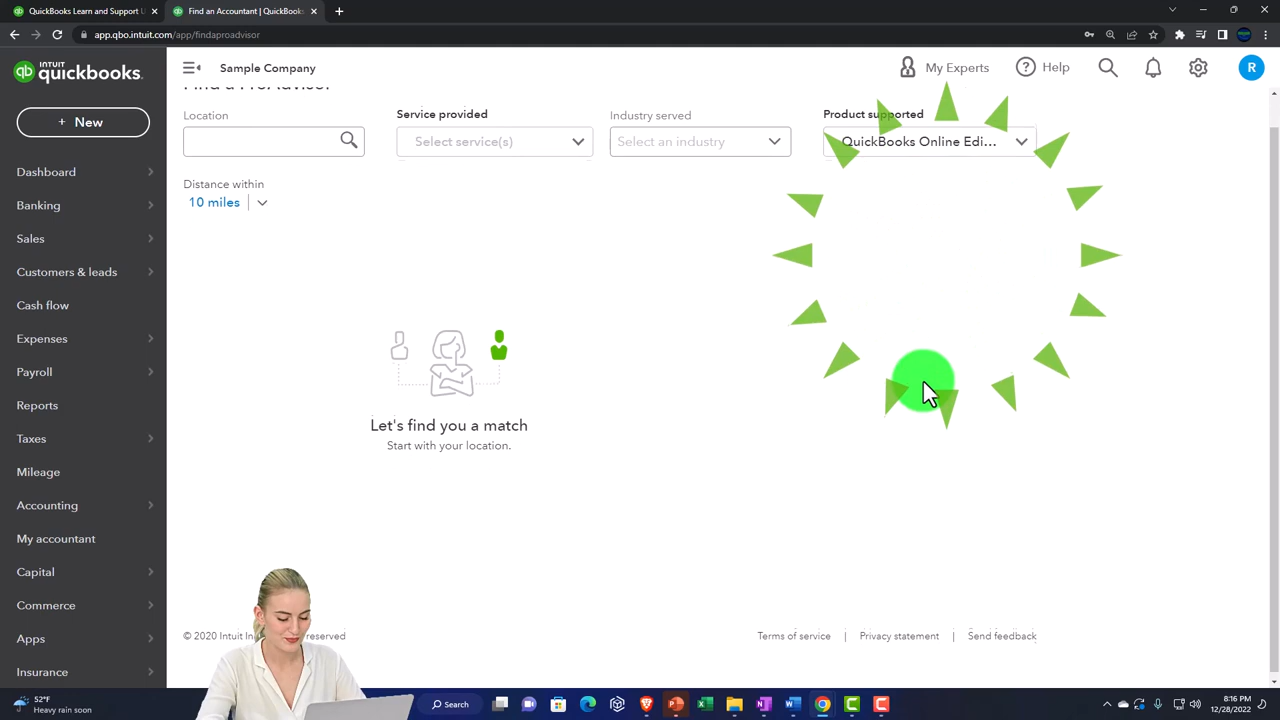 QuickBooks Learn and Support
Find an Accountant | QuickBooks
app.qbo.intuit.com/app/findaproadvisor
INTUIT
quickbooks.
Sample Company
My Experts
Help
R
+ New
Find a ProAdvisor
Location
Service provided
Industry served
Product supported
Select service(s)
Select an industry
QuickBooks Online Edi...
Distance within
10 miles
Dashboard
Banking
Sales
Customers & leads
Cash flow
Expenses
Payroll
Reports
Taxes
Mileage
Accounting
My accountant
Capital
Commerce
Apps
Insurance
Let's find you a match
Start with your location.
© 2020 Intuit reserved
Terms of service | Privacy statement | Send feedback
52°F
Heavy rain soon
Search
8:16 PM
12/28/2022